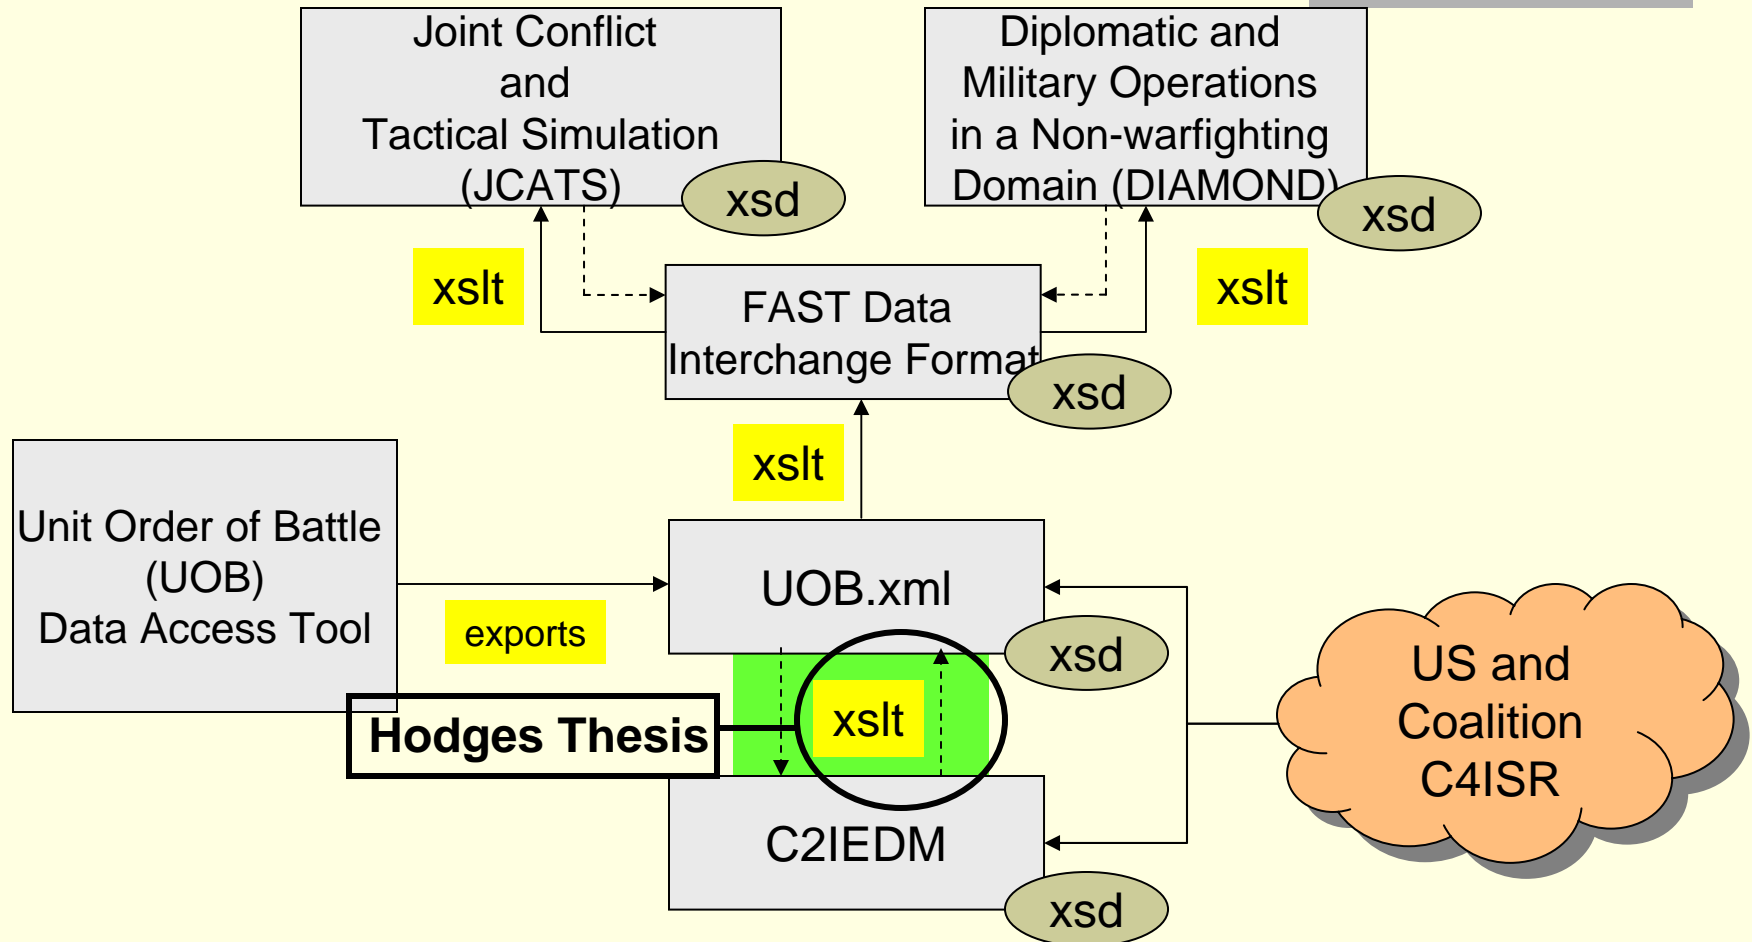 Joint Conflict
and
Tactical Simulation
(JCATS)
xsd
Diplomatic and
Military Operations
in a Non-warfighting
Domain (DIAMOND)
xsd
xslt
xslt
FAST Data
Interchange Format
xsd
xslt
Unit Order of Battle
(UOB)
Data Access Tool
exports
UOB.xml
xsd
Hodges Thesis
xslt
US and
Coalition
C4ISR
C2IEDM
xsd